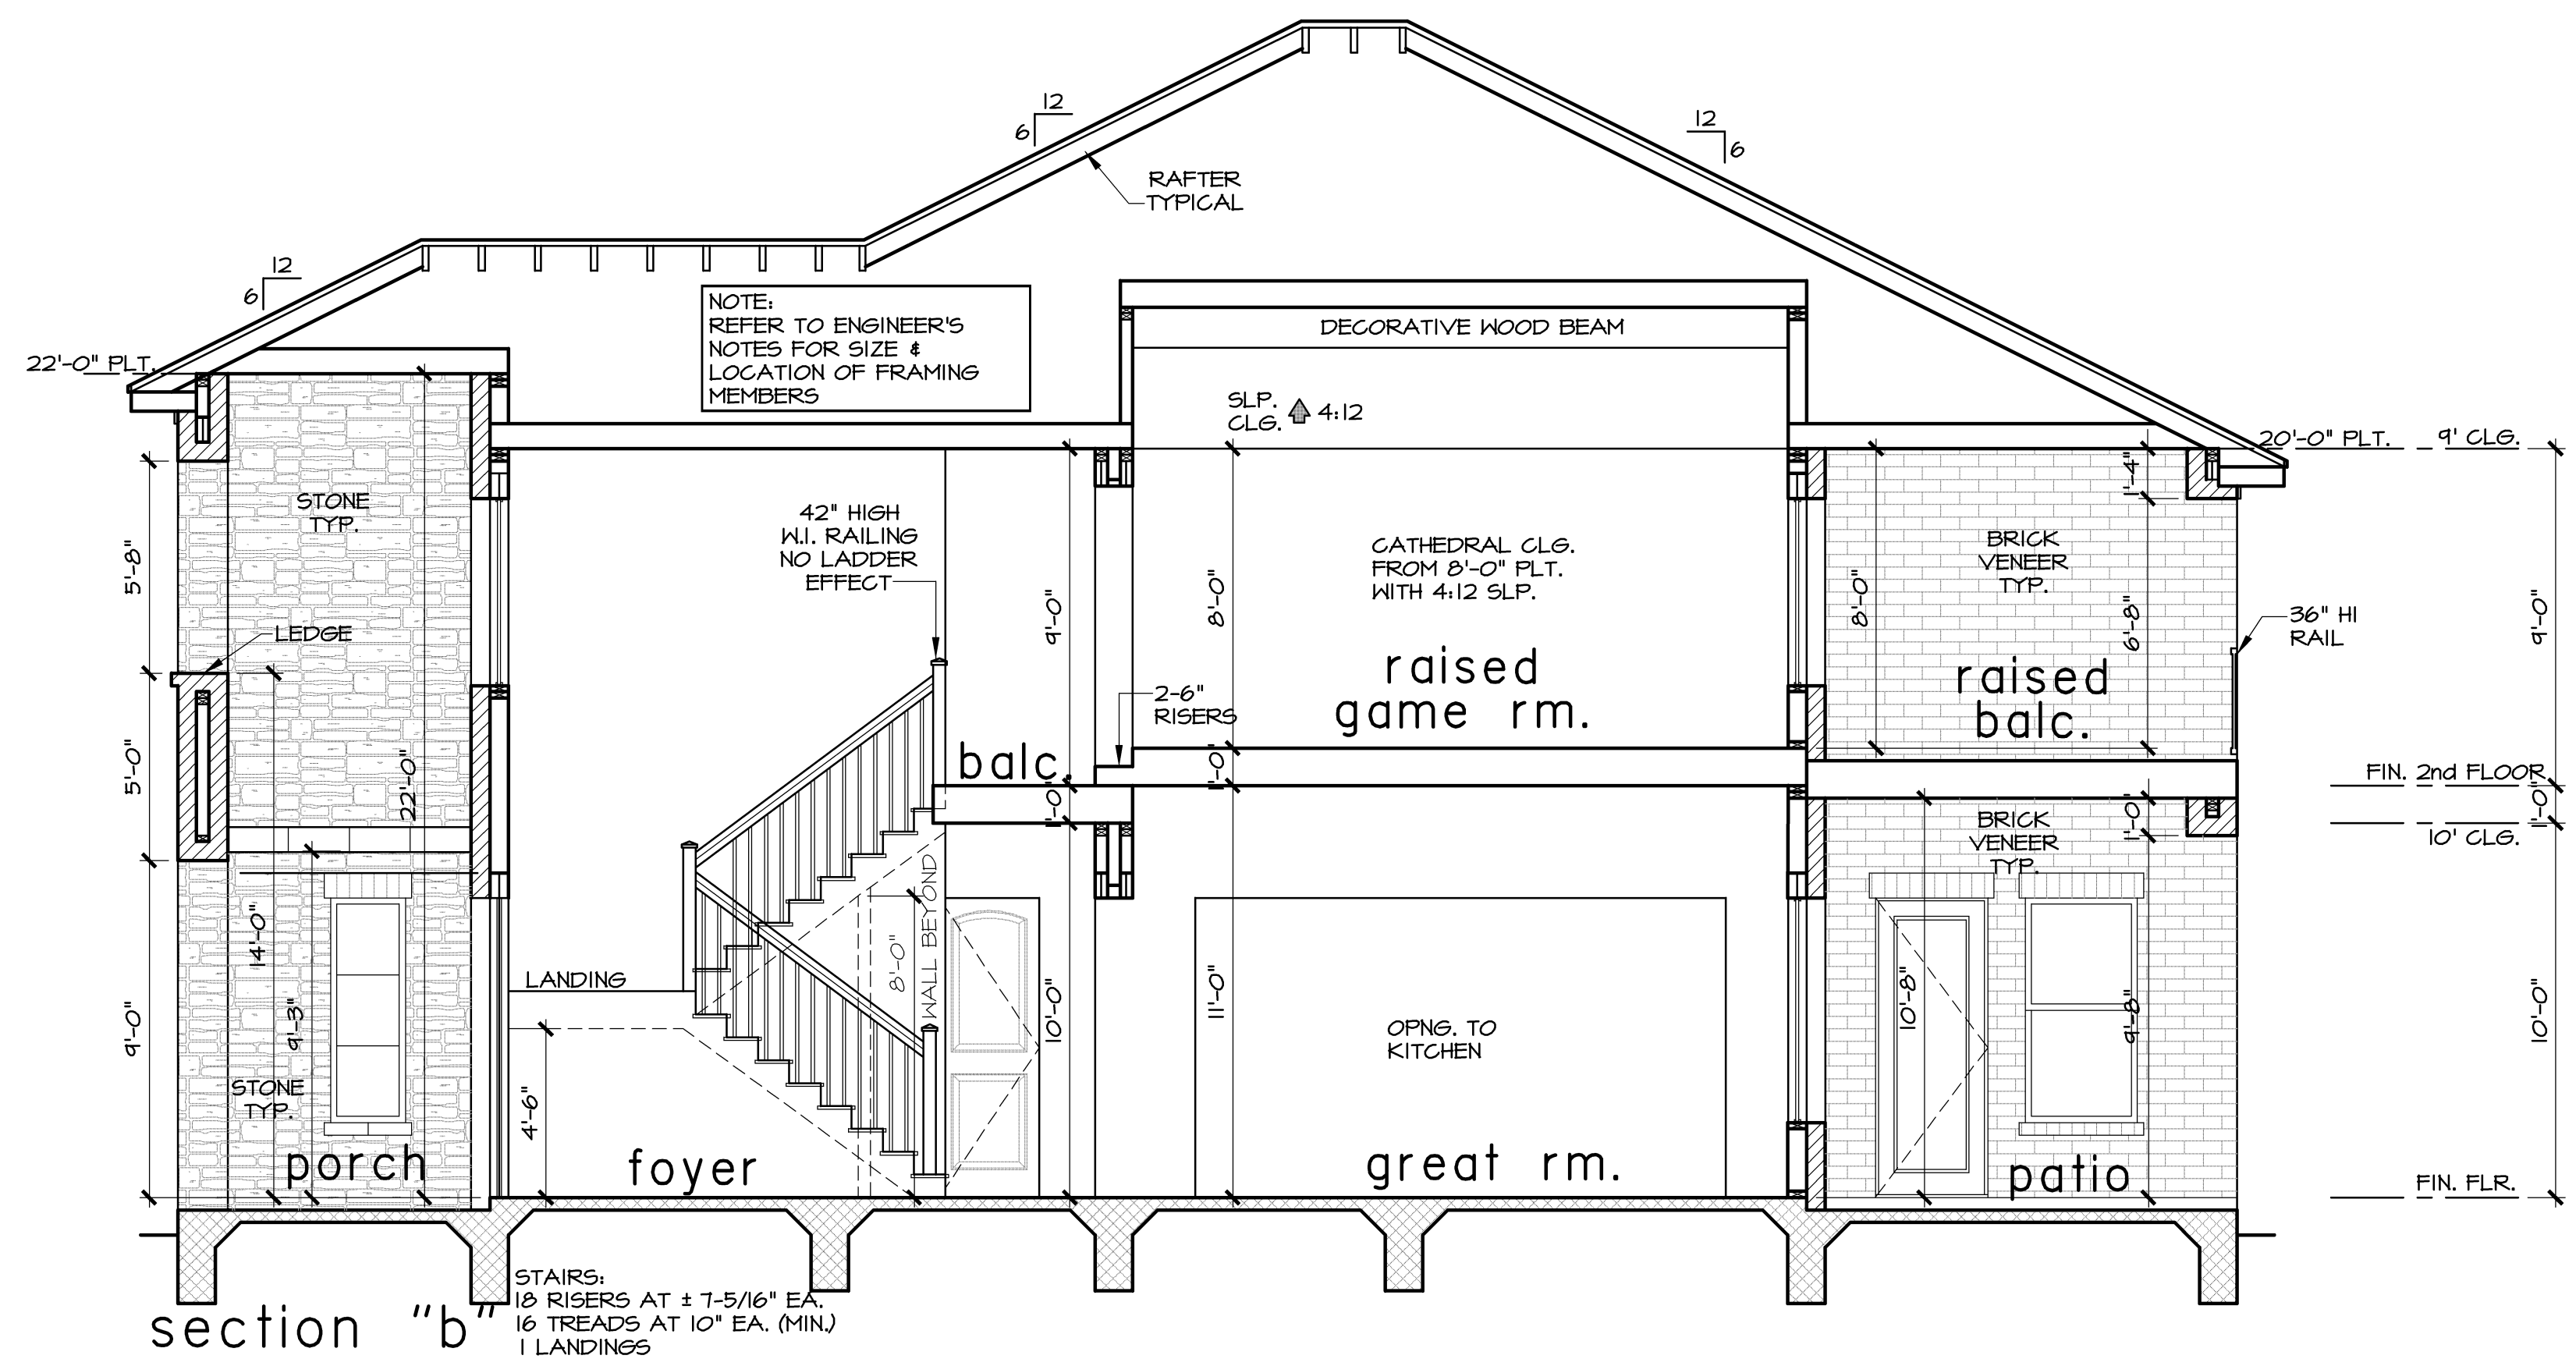 12
6
12
6
RAFTER
TYPICAL
12
6
NOTE:
REFER TO ENGINEER'S
NOTES FOR SIZE &
LOCATION OF FRAMING
MEMBERS
DECORATIVE WOOD BEAM
22'-0" PLT.
SLP.
CLG. 4:12
20'-0" PLT.
9' CLG.
STONE
TYP.
42" HIGH
W.I. RAILING
NO LADDER
EFFECT
CATHEDRAL CLG.
FROM 8'-0" PLT.
WITH 4:12 SLP.
1'-4"
BRICK
VENEER
TYP.
5'-8"
9'-0"
8'-0"
8'-0"
6'-8"
36" HI
RAIL
9'-0"
LEDGE
raised
game rm.
raised
balc.
2-6"
RISERS
5'-0"
22'-0"
balc.
1'-0"
1'-0"
FIN. 2nd FLOOR
1'-0"
10' CLG.
BRICK
VENEER
TYP.
1'-0"
14'-0"
9'-3"
9'-0"
LANDING
8'-0"
WALL BEYOND
10'-0"
11'-0"
OPNG. TO
KITCHEN
10'-8"
9'-8"
10'-0"
STONE
TYP.
4'-6"
porch
foyer
great rm.
patio
FIN. FLR.
section "b"
STAIRS:
18 RISERS AT ± 7-5/16" EA.
16 TREADS AT 10" EA. (MIN.)
1 LANDINGS